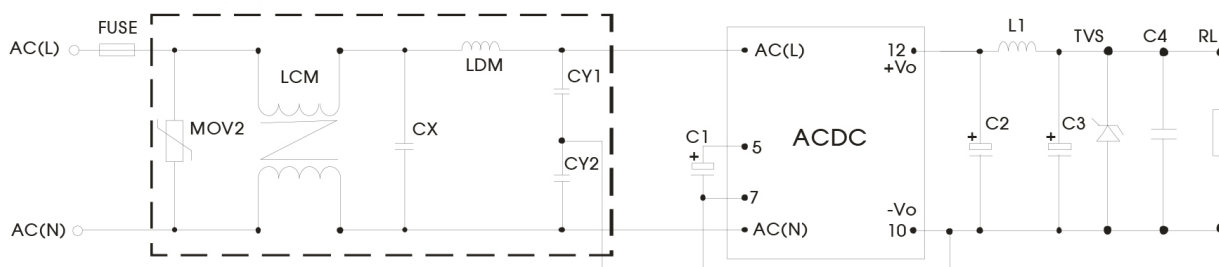 FUSE
AC(L)
MOV2
LCM
CX
LDM
CY1
CY2
AC(N)
C1
+
AC(L)
5
7
AC(N)
ACDC
12
+Vo
-Vo
10
L1
+
C2
+
C3
TVS
C4
RL